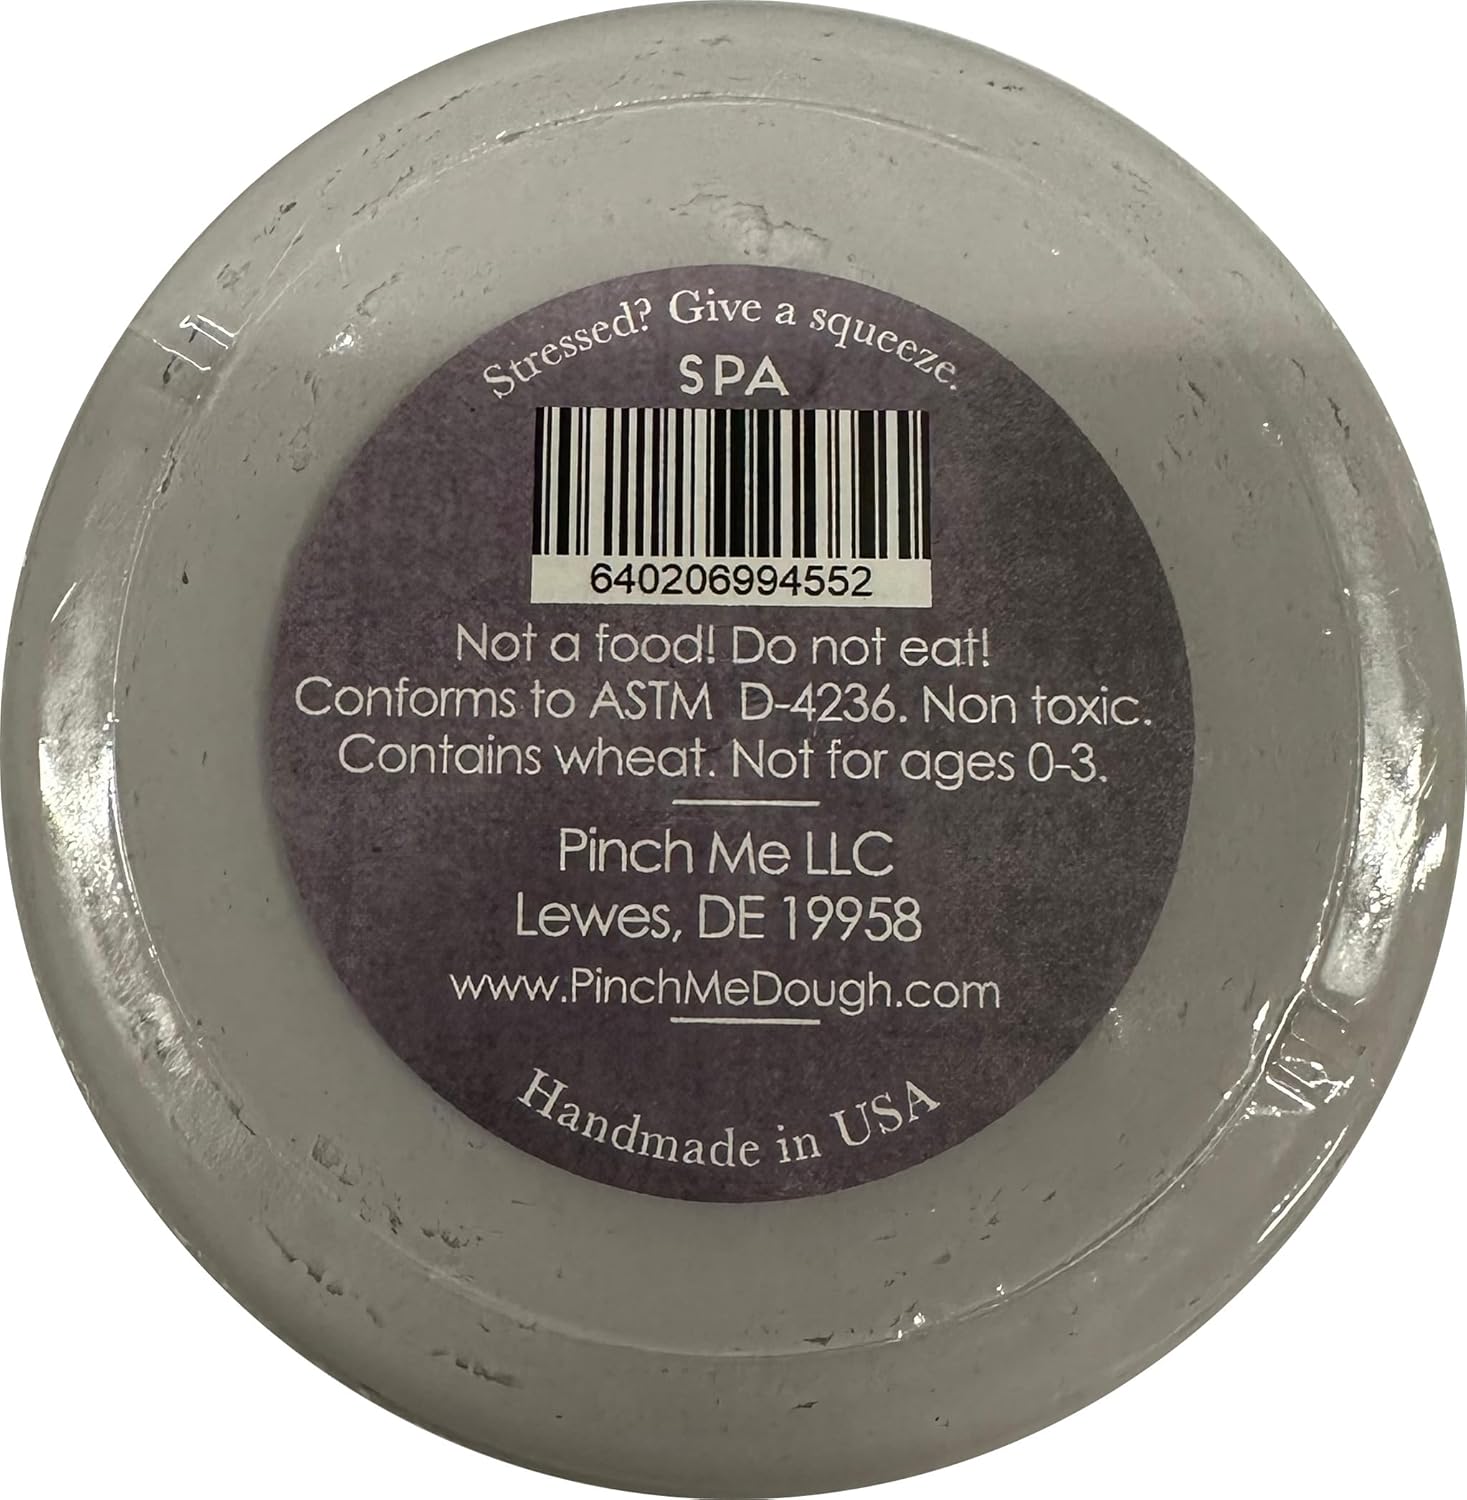 Stressed? Give a squeeze.
SPA
640206994552
Not a food! Do not eat!
Conforms to ASTM D-4236. Non toxic.
Contains wheat. Not for ages 0-3.
Pinch Me LLC
Lewes, DE 19958
www.PinchMeDough.com
Handmade in USA